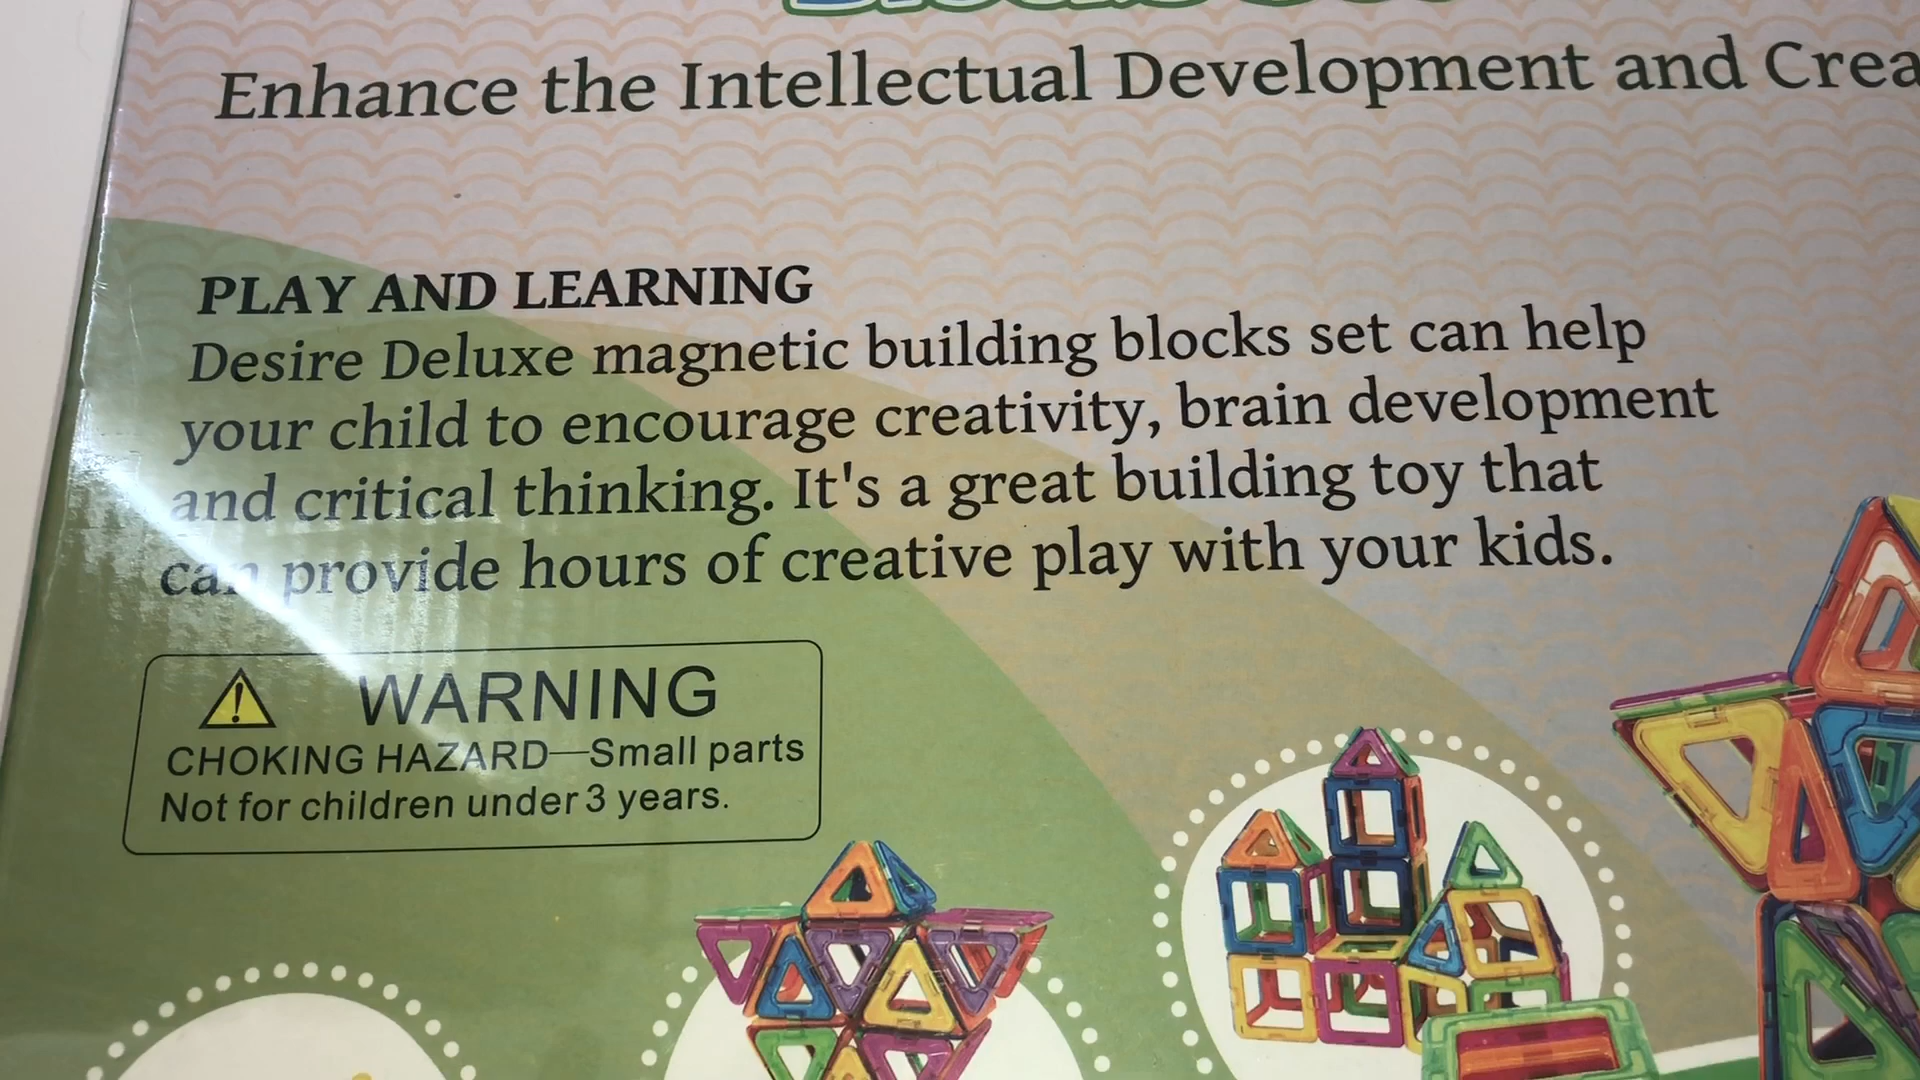 Enhance the Intellectual Development and
PLAY AND LEARNING
Desire Deluxe magnetic building blocks set can help
your child to encourage creativity, brain development
and critical thinking. It's a great building toy that
can provide hours of creative play with your kids.
WARNING
CHOKING HAZARD—Small parts
Not for children under 3 years.